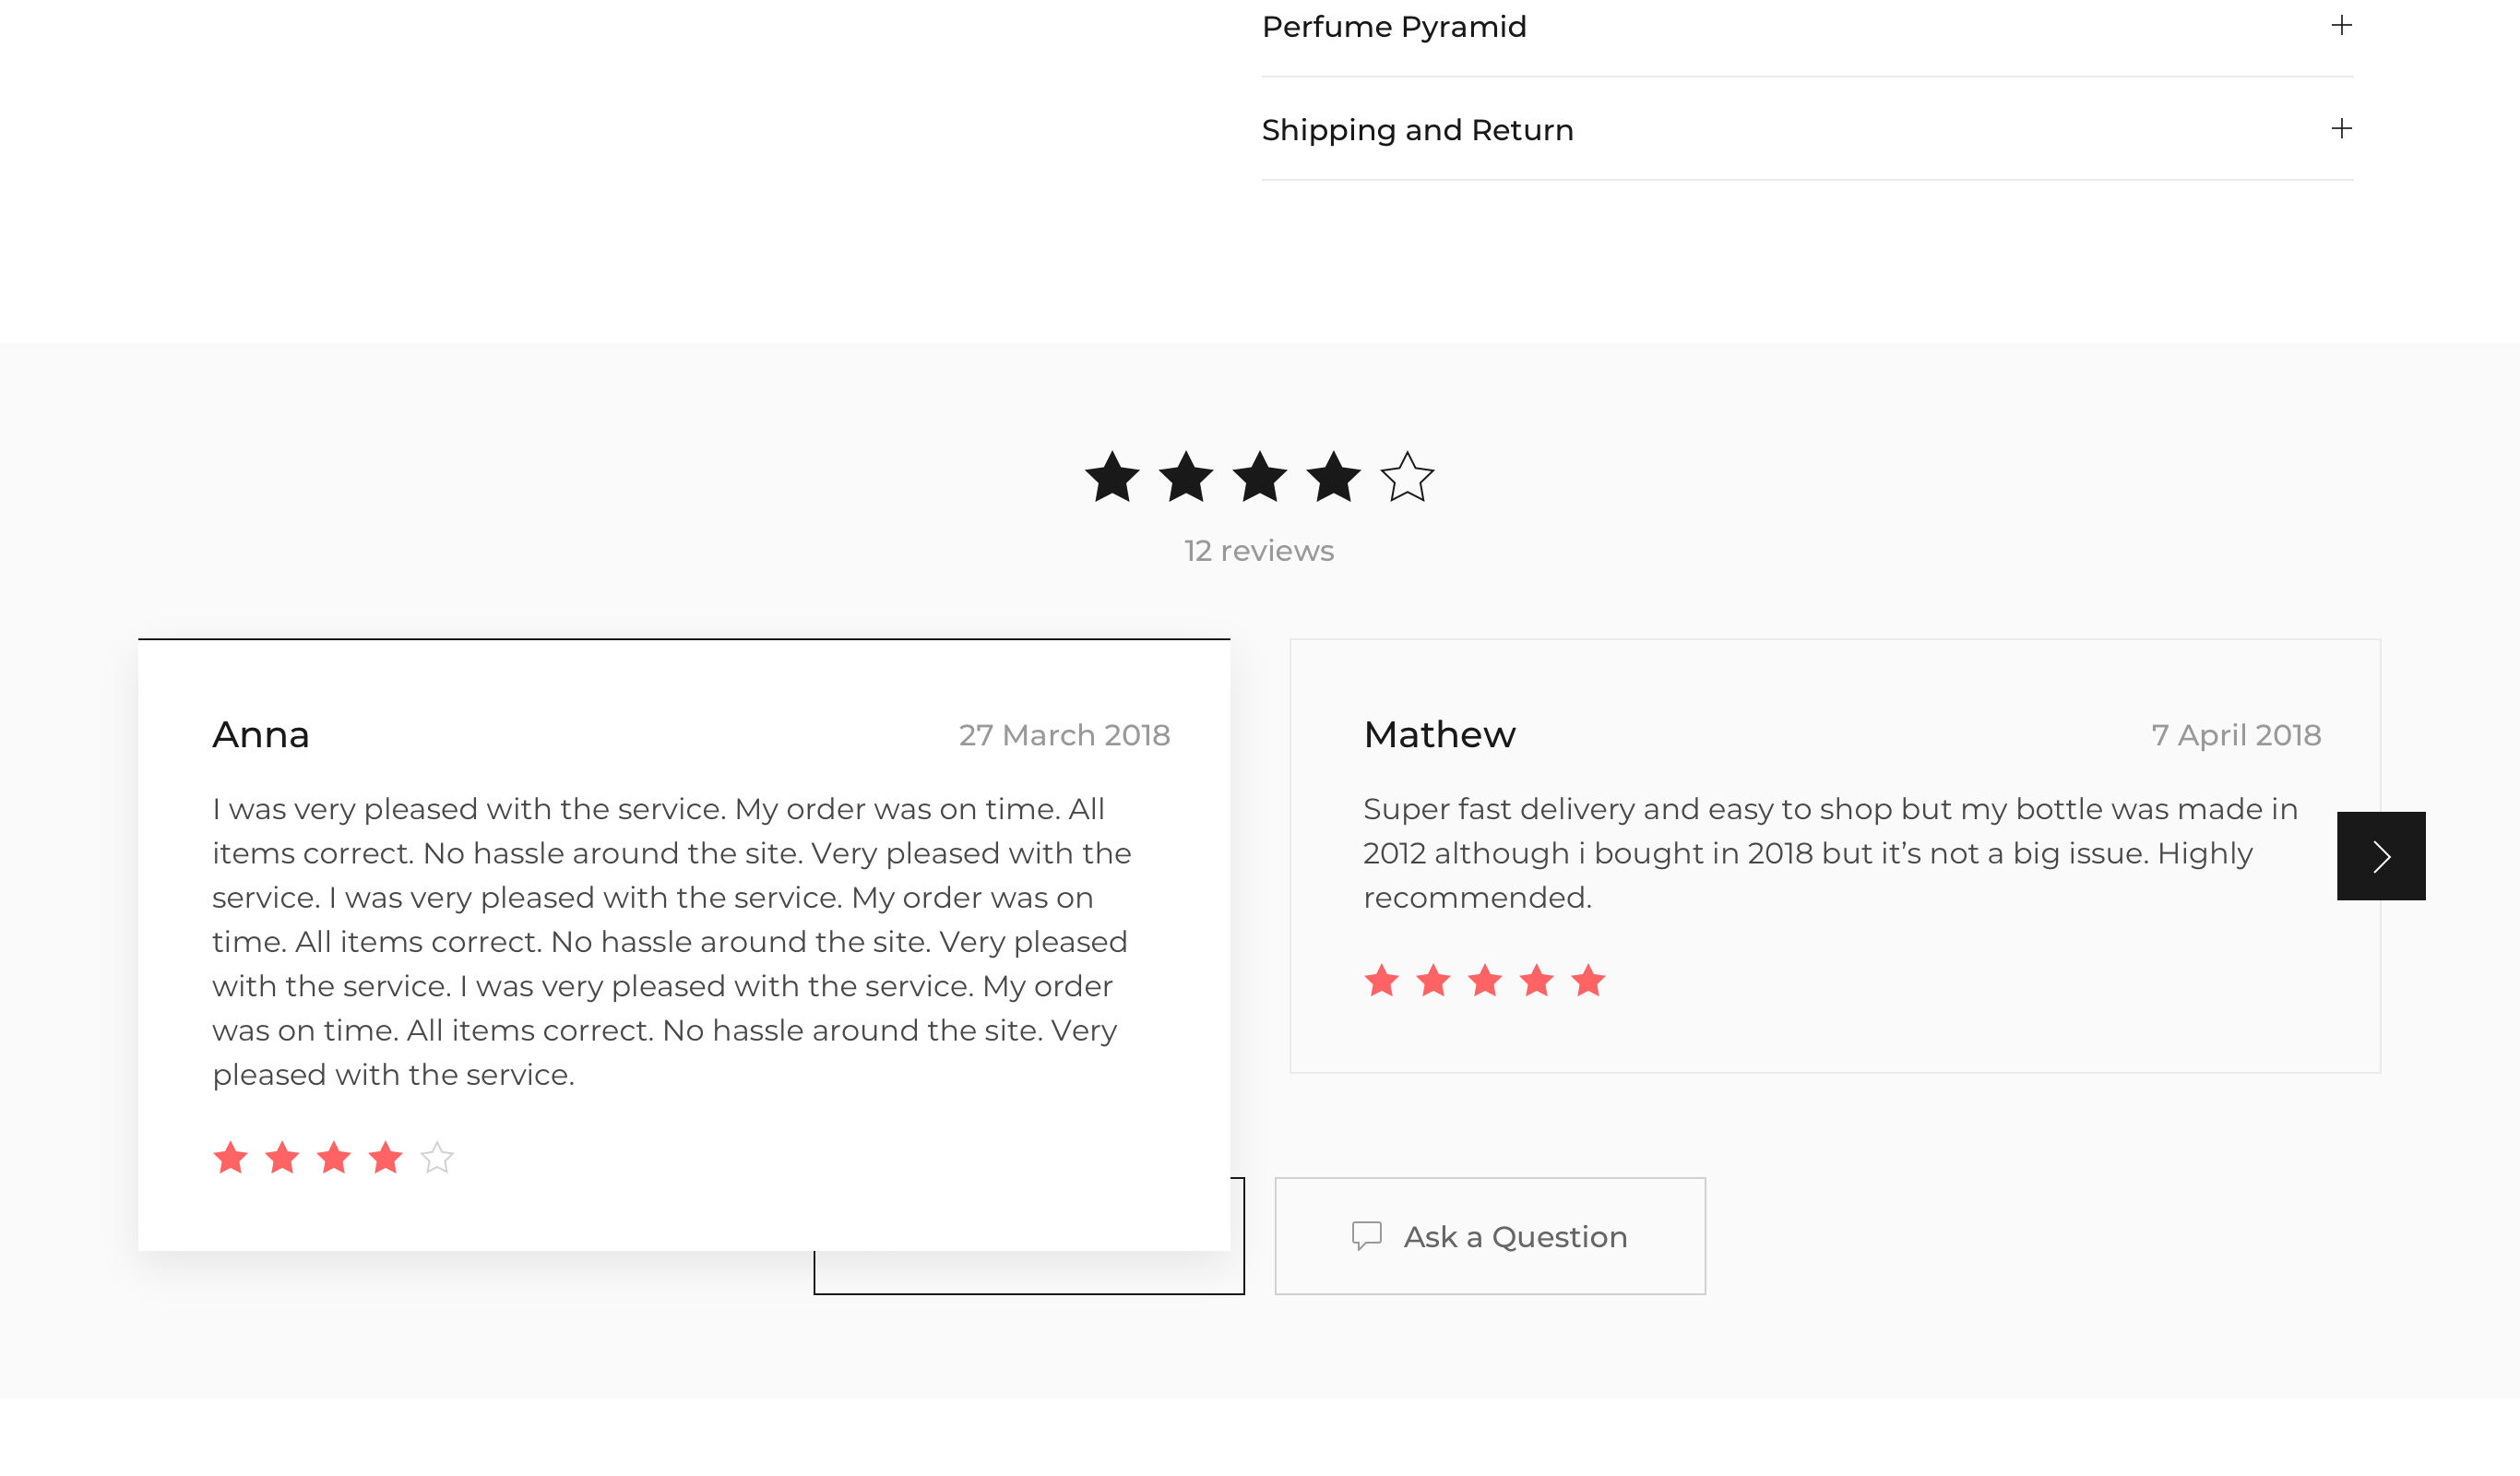 Perfume Pyramid
Shipping and Return
12 reviews
Anna
27 March 2018
I was very pleased with the service. My order was on time. All
items correct. No hassle around the site. Very pleased with the
service. I was very pleased with the service. My order was on
time. All items correct. No hassle around the site. Very pleased
with the service. I was very pleased with the service. My order
was on time. All items correct. No hassle around the site. Very
pleased with the service.
Mathew
7 April 2018
Super fast delivery and easy to shop but my bottle was made in
2012 although i bought in 2018 but it’s not a big issue. Highly
recommended.
Ask a Question